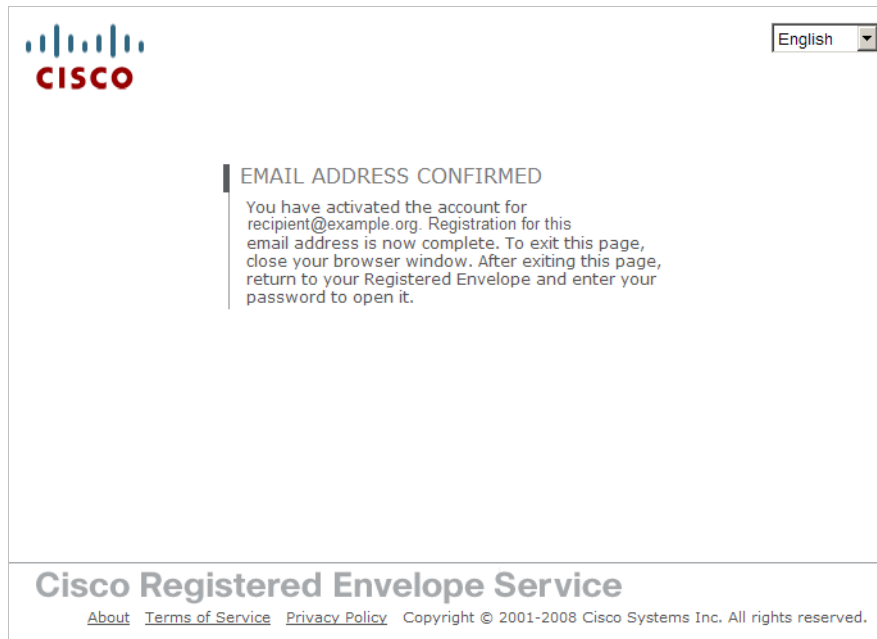 CISCO
English
EMAIL ADDRESS CONFIRMED
You have activated the account for
recipient@example.org. Registration for this
email address is now complete. To exit this page,
close your browser window. After exiting this page,
return to your Registered Envelope and enter your
password to open it.
Cisco Registered Envelope Service
About Terms of Service Privacy Policy Copyright © 2001-2008 Cisco Systems Inc. All rights reserved.